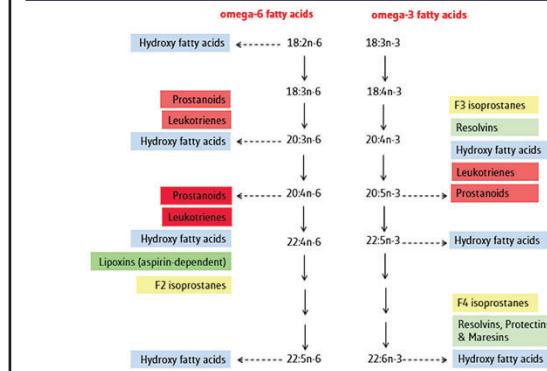 omega-6 fatty acids
omega-3 fatty acids
Hydroxy fatty acids
18:2n-6
18:3n-3
18:3n-6
18:4n-3
Prostanoids
Leukotrienes
Hydroxy fatty acids
20:3n-6
20:4n-3
F3 isoprostanes
Resolvins
Hydroxy fatty acids
Leukotrienes
Prostanoids
Prostanoids
20:4n-6
20:5n-3
Leukotrienes
Hydroxy fatty acids
22:4n-6
22:5n-3
Hydroxy fatty acids
Lipoxins (aspirin-dependent)
F2 isoprostanes
F4 isoprostanes
Resolvins, Protectins
& Maresins
Hydroxy fatty acids
22:5n-6
22:6n-3
Hydroxy fatty acids